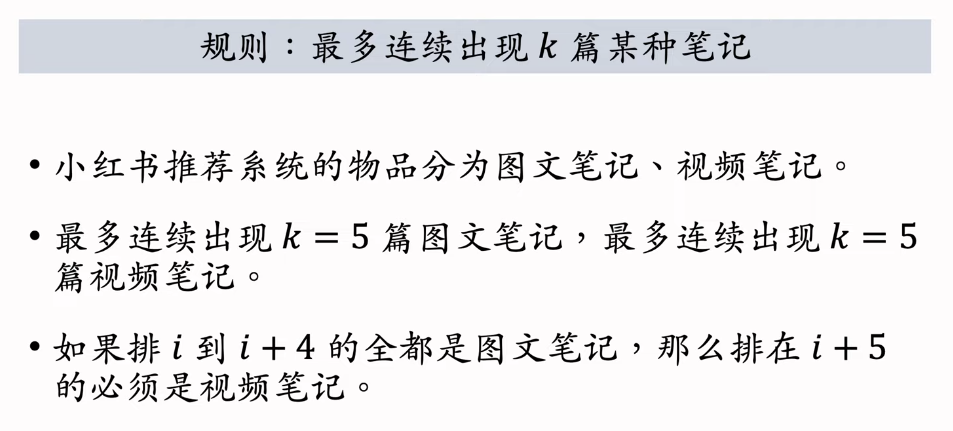 规则：最多连续出现 k 篇某种笔记
• 小红书推荐系统的物品分为图文笔记、视频笔记。
• 最多连续出现 k = 5 篇图文笔记，最多连续出现 k = 5
篇视频笔记。
• 如果排 i 到 i + 4 的全都是图文笔记，那么排在 i + 5
的必须是视频笔记。